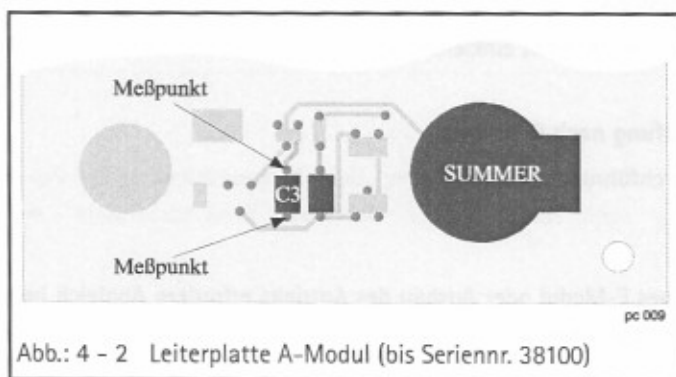 Meßpunkt
C3
SUMMER
Meßpunkt
pc 009
Abb.: 4 - 2 Leiterplatte A-Modul (bis Seriennr. 38100)